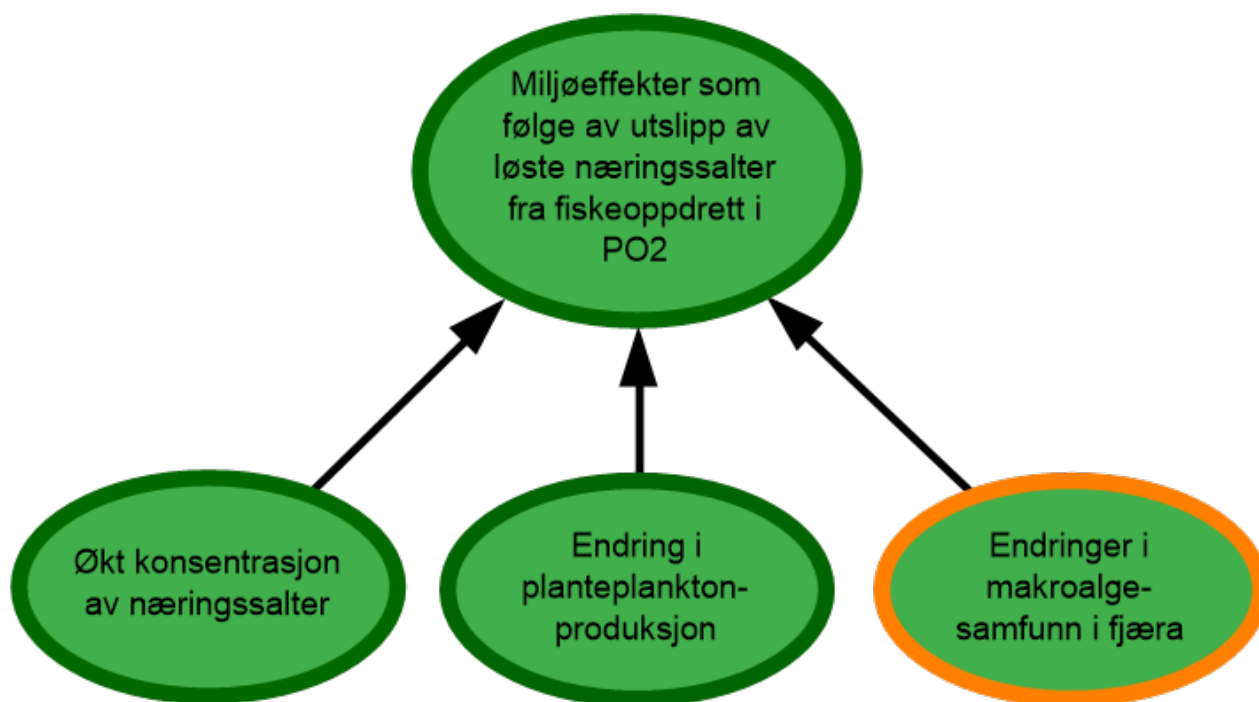 Miljøeffekter som
følge av utslipp av
løste næringssalter
fra fiskeoppdrett i
PO2
Økt konsentrasjon
av næringssalter
Endring i
planteplankton-
produksjon
Endringer i
makroalge-
samfunn i fjæra